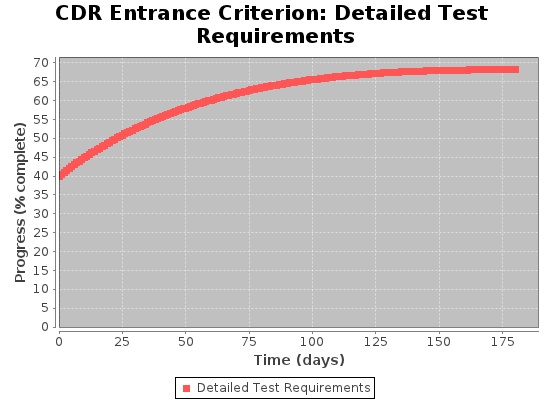 CDR Entrance Criterion: Detailed Test
Requirements
70
65
60
55
50
45
40
35
30
25
20
15
10
5
0
Progress (% complete)
0 25 50 75 100 125 150 175
Time (days)
Detailed Test Requirements